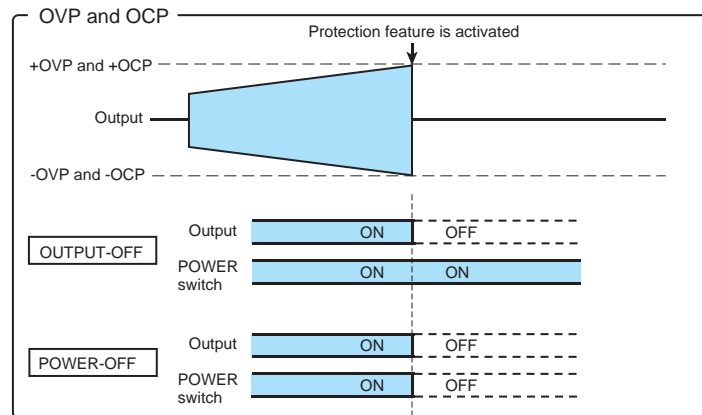 OVP and OCP
Protection feature is activated
+OVP and +OCP
Output
-OVP and -OCP
OUTPUT-OFF
Output ON OFF
POWER switch ON ON
POWER-OFF
Output ON OFF
POWER switch ON OFF